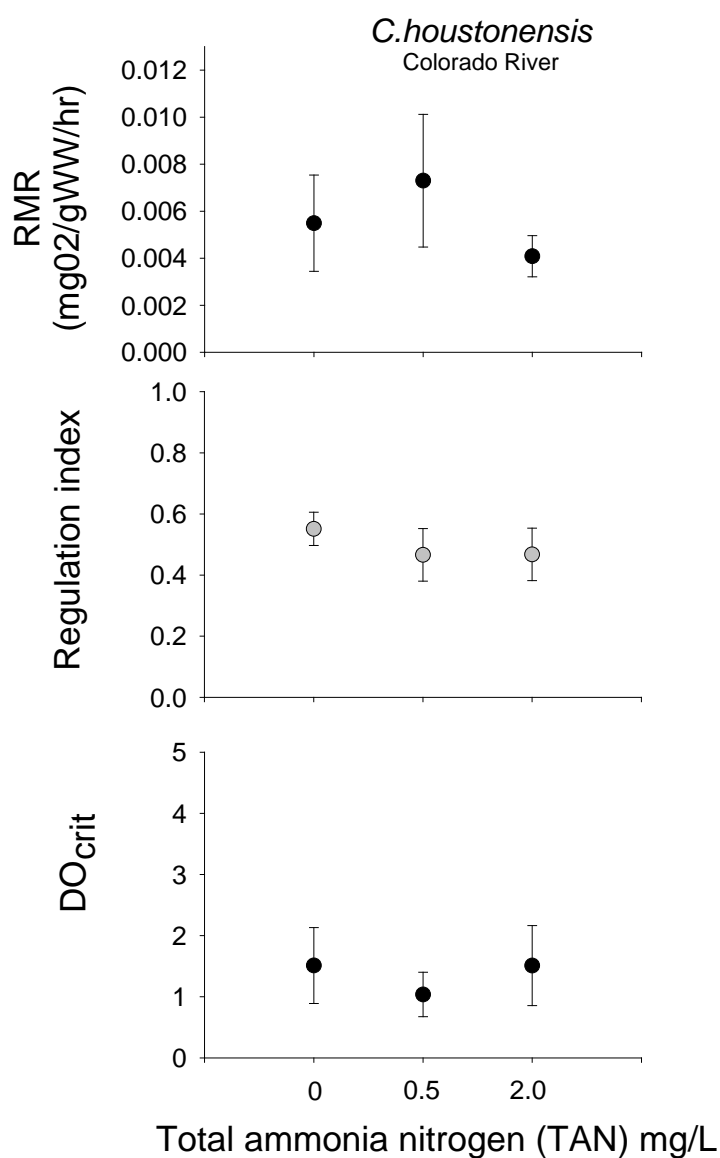 C.houstonensis
Colorado River
RMR
(mg02/gWW/hr)
0.012
0.010
0.008
0.006
0.004
0.002
0.000
Regulation index
1.0
0.8
0.6
0.4
0.2
0.0
DOcrit
5
4
3
2
1
0
0 0.5 2.0
Total ammonia nitrogen (TAN) mg/L